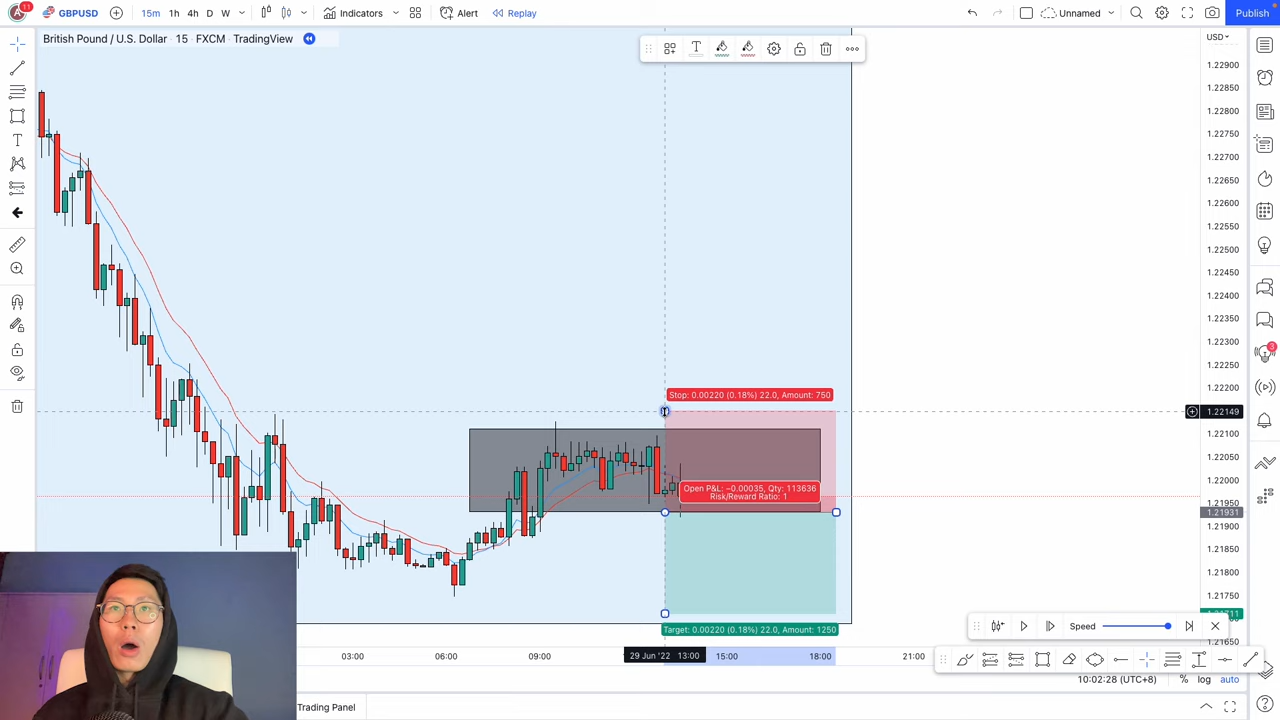 11
GBPUSD
15m 1h 4h D W
Indicators
Alert
Replay
Unnamed
Publish
British Pound / U.S. Dollar · 15 · FXCM · TradingView
USD
1.22900
1.22850
1.22800
1.22750
1.22700
1.22650
1.22600
1.22550
1.22500
1.22450
1.22400
1.22350
1.22300
1.22250
1.22200
Stop: 0.00220 (0.18%) 22.0, Amount: 750
1.22149
1.22100
1.22050
1.22000
Open P&L: −0.00035, Qty: 113636
Risk/Reward Ratio: 1
1.21950
1.21931
1.21900
1.21850
1.21800
1.21750
1.21711
Target: 0.00220 (0.18%) 22.0, Amount: 1250
1.21650
Speed
3
03:00 06:00 09:00 29 Jun '22 13:00 15:00 18:00 21:00
10:02:28 (UTC+8) % log auto
Trading Panel